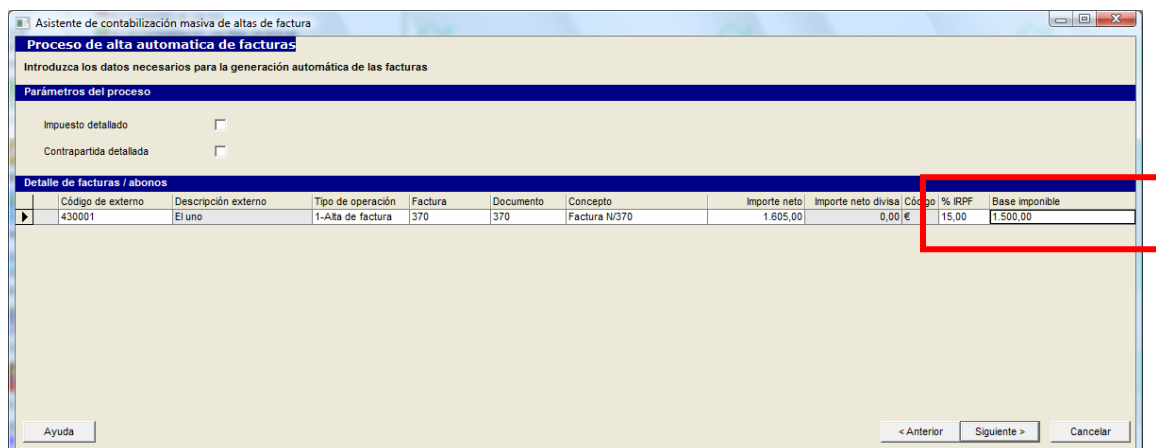 Asistente de contabilización masiva de altas de factura
Proceso de alta automatica de facturas
Introduzca los datos necesarios para la generación automática de las facturas
Parámetros del proceso
Impuesto detallado
Contrapartida detallada
Detalle de facturas / abonos
Código de externo Descripción externo Tipo de operación Factura Documento Concepto Importe neto Importe neto divisa Código % IRPF Base imponible
430001 El uno 1-Alta de factura 370 370 Factura N/370 1.605,00 0,00 € 15,00 1.500,00
Ayuda < Anterior Siguiente > Cancelar